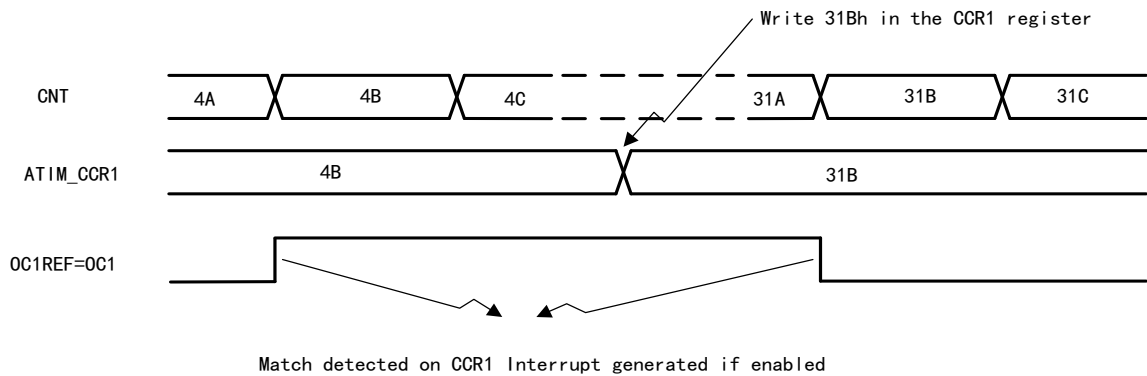 Write 31Bh in the CCR1 register
CNT 4A 4B 4C 31A 31B 31C
ATIM_CCR1 4B 31B
OC1REF=OC1
Match detected on CCR1 Interrupt generated if enabled